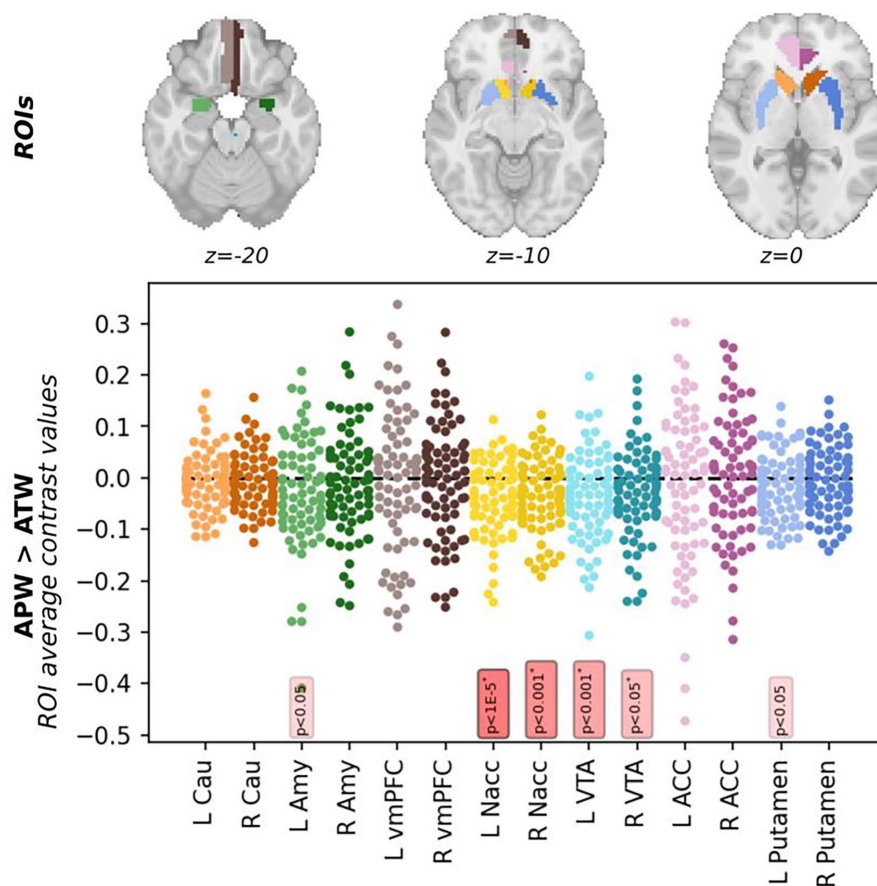 ROIs
z=-20
z=-10
z=0
APW > ATW
ROI average contrast values
0.3
0.2
0.1
0.0
−0.1
−0.2
−0.3
−0.4
−0.5
p<0.05
p<1E-5*
p<0.001*
p<0.001*
p<0.05*
p<0.05
L Cau
R Cau
L Amy
R Amy
L vmPFC
R vmPFC
L Nacc
R Nacc
L VTA
R VTA
L ACC
R ACC
L Putamen
R Putamen